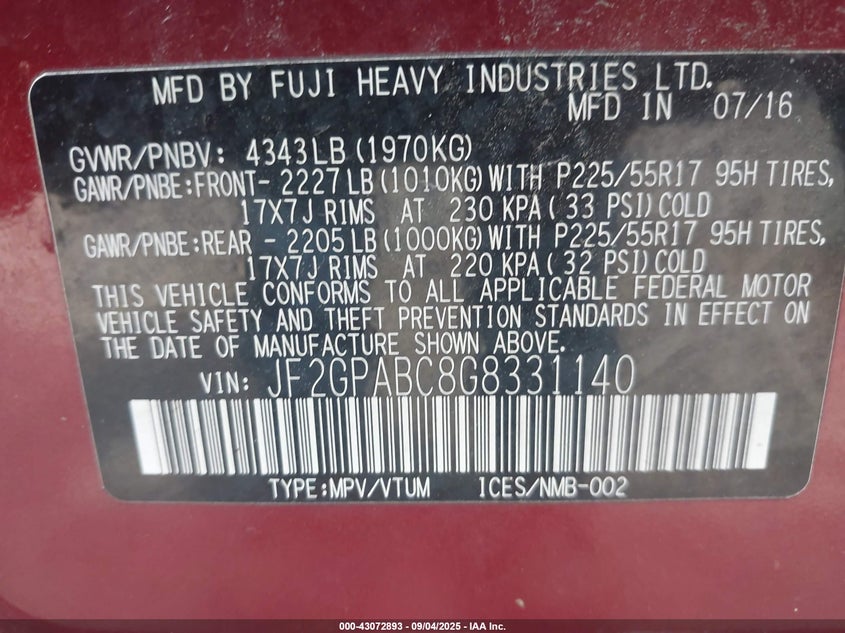 MFD BY FUJI HEAVY INDUSTRIES LTD.
MFD IN 07/16
GVWR/PNBV: 4343LB (1970KG)
GAWR/PNBE:FRONT- 2227LB (1010KG) WITH P225/55R17 95H TIRES,
17X7J RIMS AT 230 KPA ( 33 PSI) COLD
GAWR/PNBE:REAR - 2205LB (1000KG) WITH P225/55R17 95H TIRES,
17X7J RIMS AT 220 KPA ( 32 PSI) COLD
THIS VEHICLE CONFORMS TO ALL APPLICABLE FEDERAL MOTOR
VEHICLE SAFETY AND THEFT PREVENTION STANDARDS IN EFFECT ON
THE DATE OF MANUFACTURE SHOWN ABOVE.
VIN: JF2GPABC8G8331140
TYPE:MPV/VTUM ICES/NMB-002
000-43072893 - 09/04/2025 - IAA Inc.